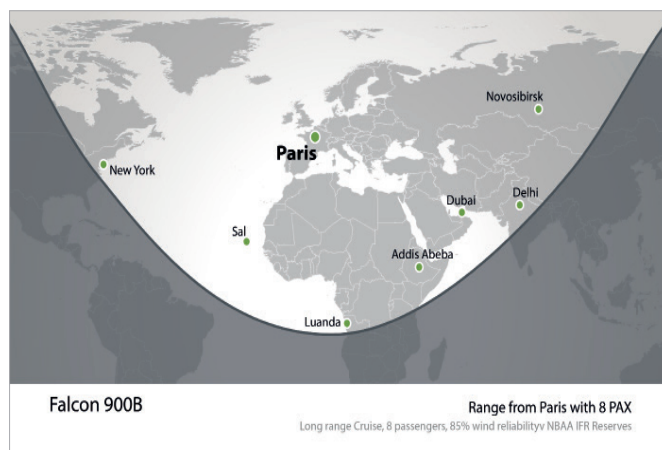 Novosibirsk
Paris
New York
Delhi
Dubai
Sal
Addis Abeba
Luanda
Falcon 900B
Range from Paris with 8 PAX
Long range Cruise, 8 passengers, 85% wind reliabilityv NBAA IFR Reserves